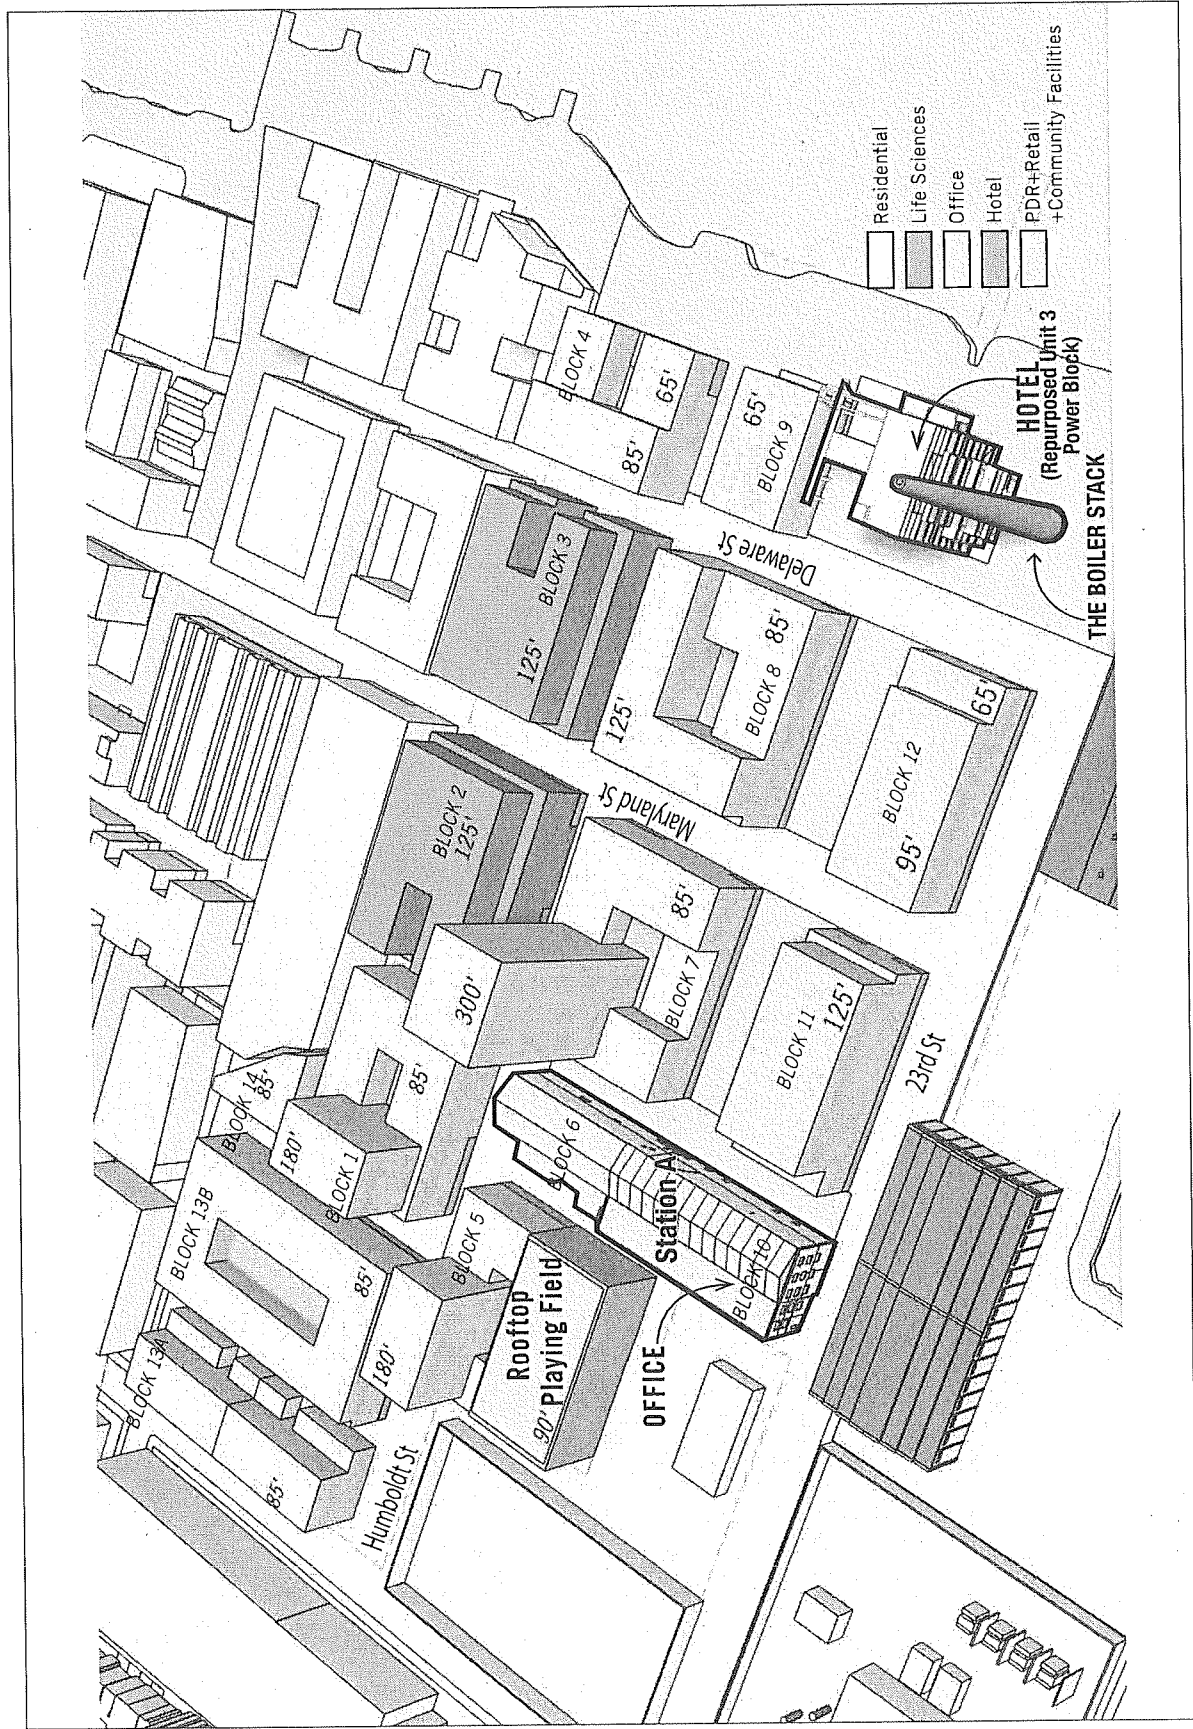 BLOCK 13A
85'
BLOCK 13B
85'
BLOCK 14
85'
180'
BLOCK 1
85'
180'
BLOCK 5
Rooftop
90' Playing Field
Humboldt St
300'
BLOCK 2
125'
BLOCK 3
125'
BLOCK 4
65'
85'
65'
BLOCK 9
BLOCK 6
Station A
BLOCK 10
OFFICE
BLOCK 7
85'
Maryland St
125'
BLOCK 8
85'
Delaware St
BLOCK 11
125'
95'
BLOCK 12
65'
23rd St
THE BOILER STACK
HOTEL
(Repurposed Unit 3
Power Block)
Residential
Life Sciences
Office
Hotel
PDR+Retail
+Community Facilities